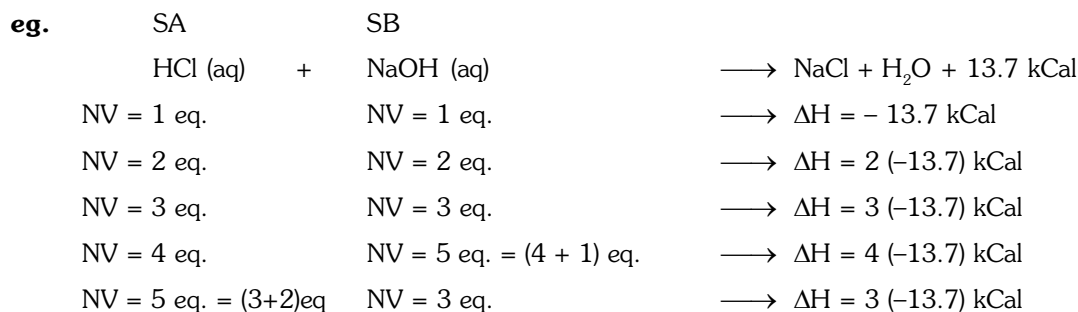 eg. SA SB
HCl (aq) + NaOH (aq) ⟶ NaCl + H₂O + 13.7 kCal
NV = 1 eq. NV = 1 eq. ⟶ ΔH = – 13.7 kCal
NV = 2 eq. NV = 2 eq. ⟶ ΔH = 2 (–13.7) kCal
NV = 3 eq. NV = 3 eq. ⟶ ΔH = 3 (–13.7) kCal
NV = 4 eq. NV = 5 eq. = (4 + 1) eq. ⟶ ΔH = 4 (–13.7) kCal
NV = 5 eq. = (3+2)eq NV = 3 eq. ⟶ ΔH = 3 (–13.7) kCal